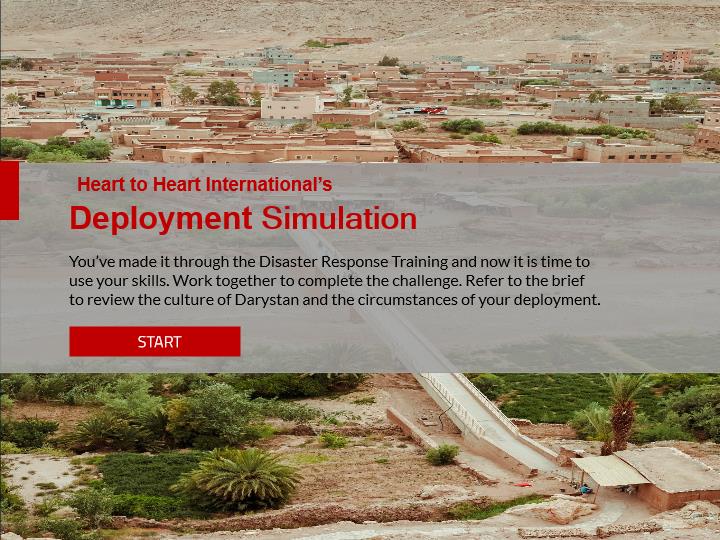 Heart to Heart International’s
Deployment Simulation
You’ve made it through the Disaster Response Training and now it is time to
use your skills. Work together to complete the challenge. Refer to the brief
to review the culture of Darystan and the circumstances of your deployment.
START